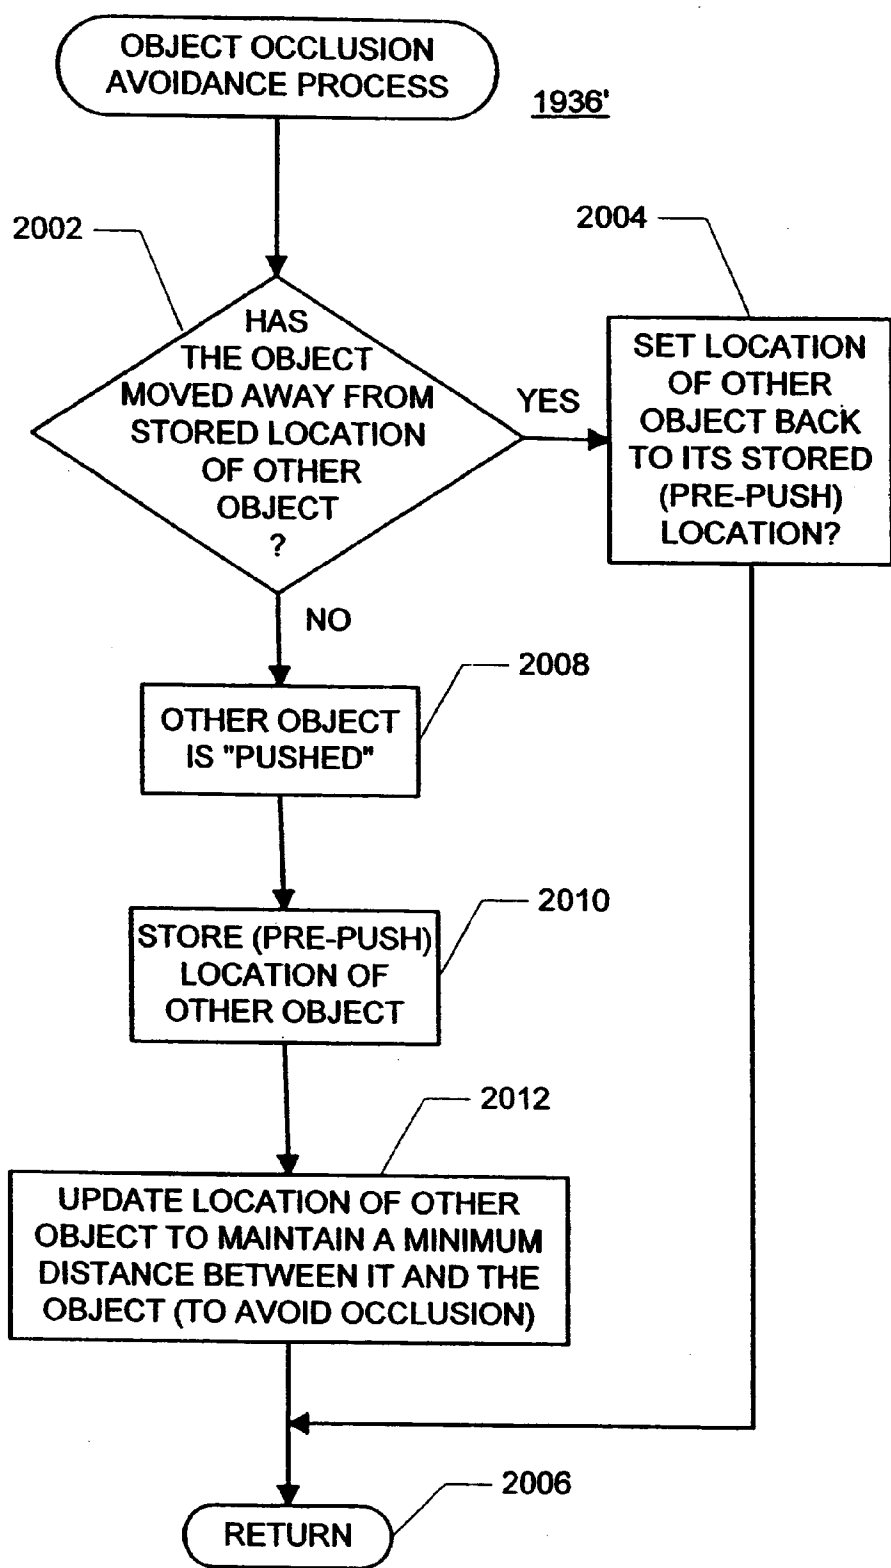 OBJECT OCCLUSION
AVOIDANCE PROCESS
1936'
2002
HAS
THE OBJECT
MOVED AWAY FROM
STORED LOCATION
OF OTHER
OBJECT
?
YES
2004
SET LOCATION
OF OTHER
OBJECT BACK
TO ITS STORED
(PRE-PUSH)
LOCATION?
NO
2008
OTHER OBJECT
IS "PUSHED"
2010
STORE (PRE-PUSH)
LOCATION OF
OTHER OBJECT
2012
UPDATE LOCATION OF OTHER
OBJECT TO MAINTAIN A MINIMUM
DISTANCE BETWEEN IT AND THE
OBJECT (TO AVOID OCCLUSION)
2006
RETURN